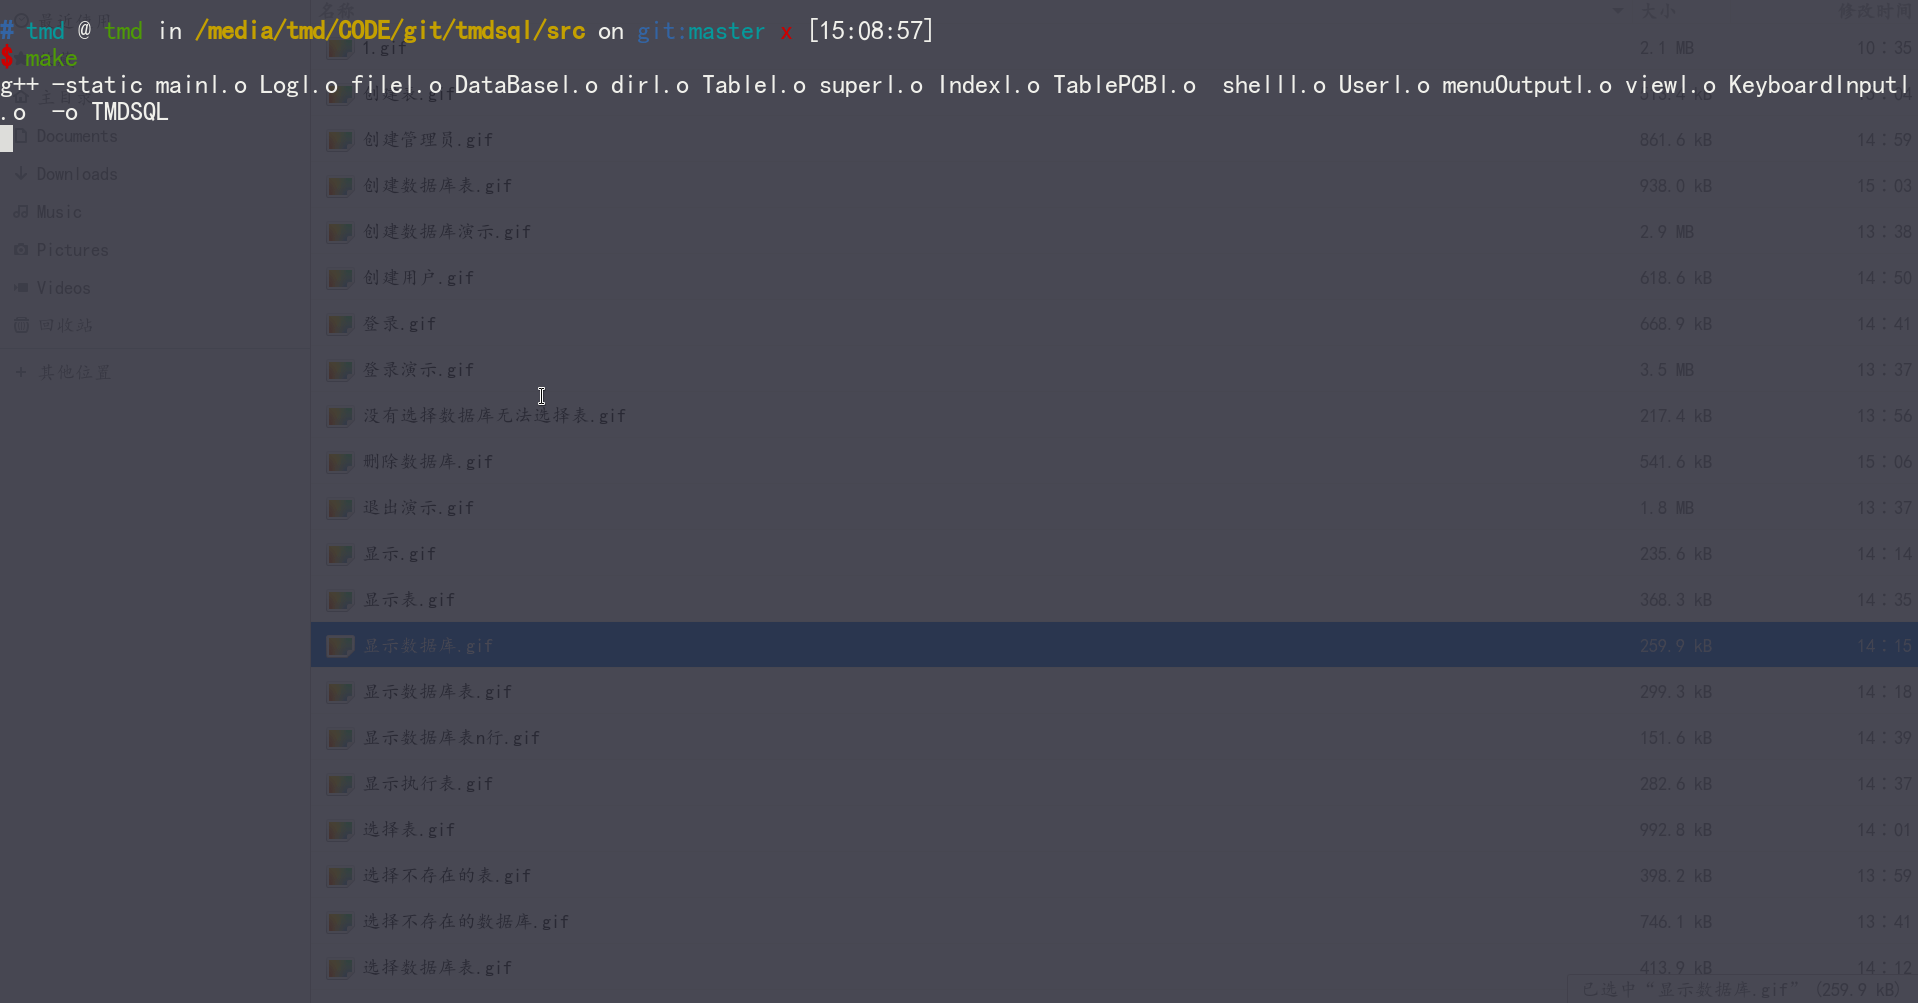 # tmd @ tmd in /media/tmd/CODE/git/tmdsql/src on git:master x [15:08:57]
$ make
g++ -static mainl.o Logl.o filel.o DataBasel.o dirl.o Tablel.o superl.o Indexl.o TablePCBl.o  shelll.o Userl.o menuOutputl.o viewl.o KeyboardInputl
.o  -o TMDSQL
名称 大小 修改时间
1.gif 2.1 MB 10:35
创建表.gif
Documents
创建管理员.gif 861.6 kB 14:59
Downloads
创建数据库表.gif 938.0 kB 15:03
Music
创建数据库演示.gif 2.9 MB 13:38
Pictures
创建用户.gif 618.6 kB 14:50
Videos
回收站
登录.gif 668.9 kB 14:41
+ 其他位置
登录演示.gif 3.5 MB 13:37
没有选择数据库无法选择表.gif 217.4 kB 13:56
删除数据库.gif 541.6 kB 15:06
退出演示.gif 1.8 MB 13:37
显示.gif 235.6 kB 14:14
显示表.gif 368.3 kB 14:35
显示数据库.gif 259.9 kB 14:15
显示数据库表.gif 299.3 kB 14:18
显示数据库表n行.gif 151.6 kB 14:39
显示执行表.gif 282.6 kB 14:37
选择表.gif 992.8 kB 14:01
选择不存在的表.gif 398.2 kB 13:59
选择不存在的数据库.gif 746.1 kB 13:41
选择数据库表.gif 413.9 kB 14:12
已选中“显示数据库.gif” (259.9 kB)